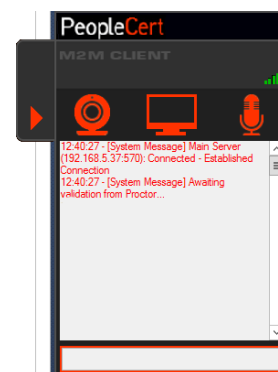 PeopleCert
M2M CLIENT
12:40:27 - [System Message] Main Server
(192.168.5.37:570): Connected - Established
Connection
12:40:27 - [System Message] Awaiting
validation from Proctor...